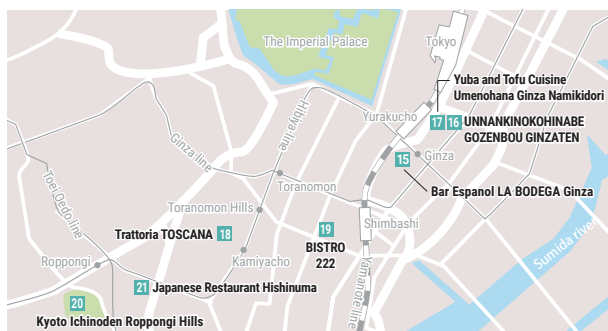 The Imperial Palace
Tokyo
Yuba and Tofu Cuisine
Umenohana Ginza Namikidori
Hibiya-line
Yurakucho
17 16 UNNANKINOKOHINABE
GOZENBOU GINZATEN
Ginza line
15
Ginza
Bar Espanol LA BODEGA Ginza
Toei Oedo line
Toranomon
Toranomon Hills
Trattoria TOSCANA 18
19
BISTRO
222
Shimbashi
Sumida river
Roppongi
Kamiyacho
Yamanote line
21 Japanese Restaurant Hishinuma
20
Kyoto Ichinoden Roppongi Hills